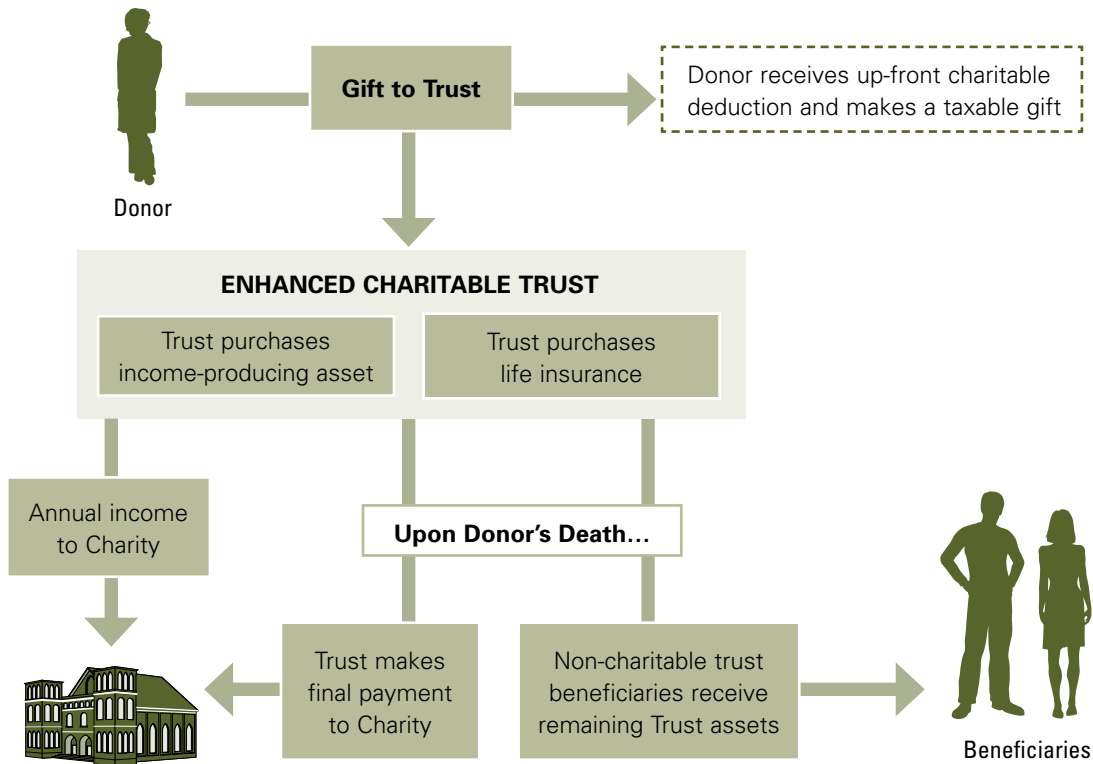 Gift to Trust
Donor receives up-front charitable
deduction and makes a taxable gift
Donor
ENHANCED CHARITABLE TRUST
Trust purchases
income-producing asset
Trust purchases
life insurance
Annual income
to Charity
Upon Donor's Death…
Trust makes
final payment
to Charity
Non-charitable trust
beneficiaries receive
remaining Trust assets
Beneficiaries